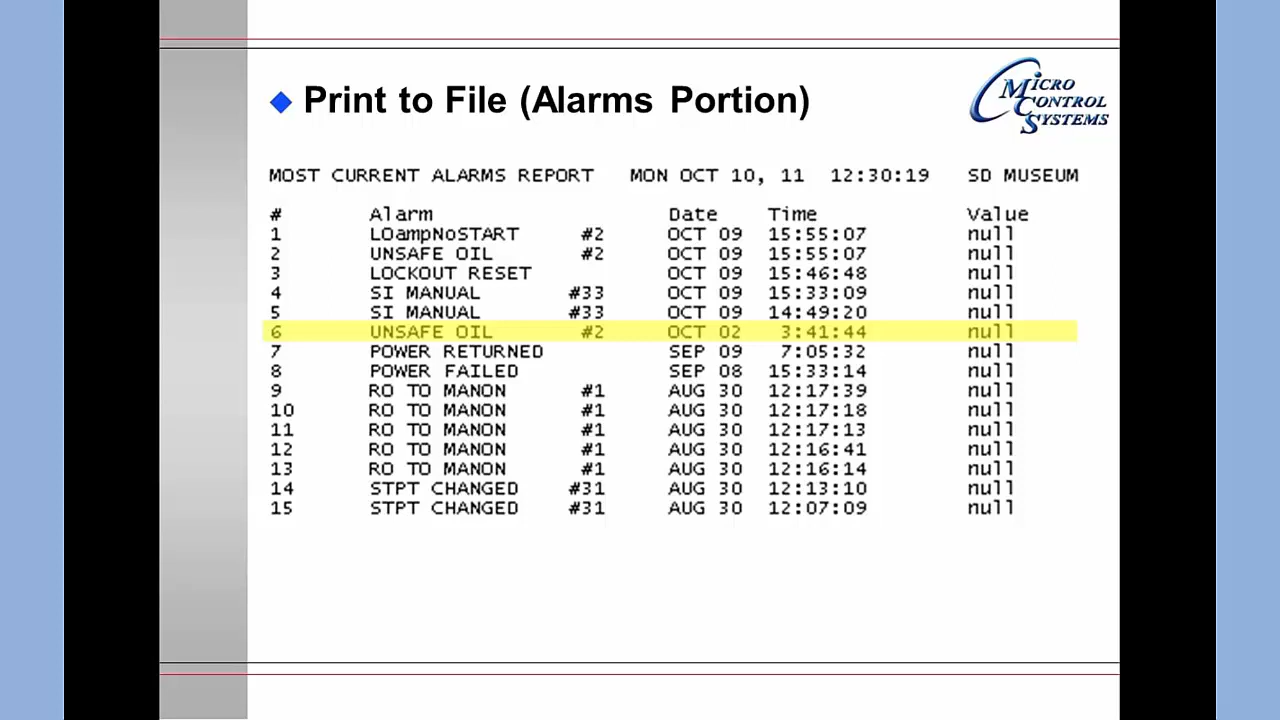 Print to File (Alarms Portion)
MICRO
CONTROL
SYSTEMS
MOST CURRENT ALARMS REPORT MON OCT 10, 11 12:30:19 SD MUSEUM
# Alarm Date Time Value
1 LOampNoSTART #2 OCT 09 15:55:07 null
2 UNSAFE OIL #2 OCT 09 15:55:07 null
3 LOCKOUT RESET OCT 09 15:46:48 null
4 SI MANUAL #33 OCT 09 15:33:09 null
5 SI MANUAL #33 OCT 09 14:49:20 null
6 UNSAFE OIL #2 OCT 02 3:41:44 null
7 POWER RETURNED SEP 09 7:05:32 null
8 POWER FAILED SEP 08 15:33:14 null
9 RO TO MANON #1 AUG 30 12:17:39 null
10 RO TO MANON #1 AUG 30 12:17:18 null
11 RO TO MANON #1 AUG 30 12:17:13 null
12 RO TO MANON #1 AUG 30 12:16:41 null
13 RO TO MANON #1 AUG 30 12:16:14 null
14 STPT CHANGED #31 AUG 30 12:13:10 null
15 STPT CHANGED #31 AUG 30 12:07:09 null